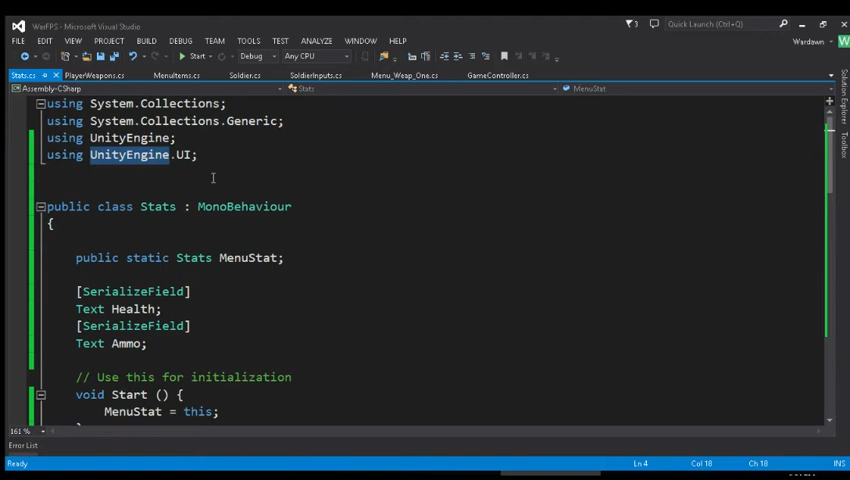 WarFPS - Microsoft Visual Studio
3
Quick Launch (Ctrl+Q)
FILE EDIT VIEW PROJECT BUILD DEBUG TEAM TOOLS TEST ANALYZE WINDOW HELP
Wardawn
W
Start Debug Any CPU
Stats.cs PlayerWeapons.cs MenuItems.cs Soldier.cs SoldierInputs.cs Menu_Weap_One.cs GameController.cs
Assembly-CSharp Stats MenuStat
using System.Collections;
using System.Collections.Generic;
using UnityEngine;
using UnityEngine.UI;
public class Stats : MonoBehaviour
{
public static Stats MenuStat;
[SerializeField]
Text Health;
[SerializeField]
Text Ammo;
// Use this for initialization
void Start () {
MenuStat = this;
161 %
Error List
Ready Ln 4 Col 18 Ch 18 INS
Solution Explorer
Toolbox